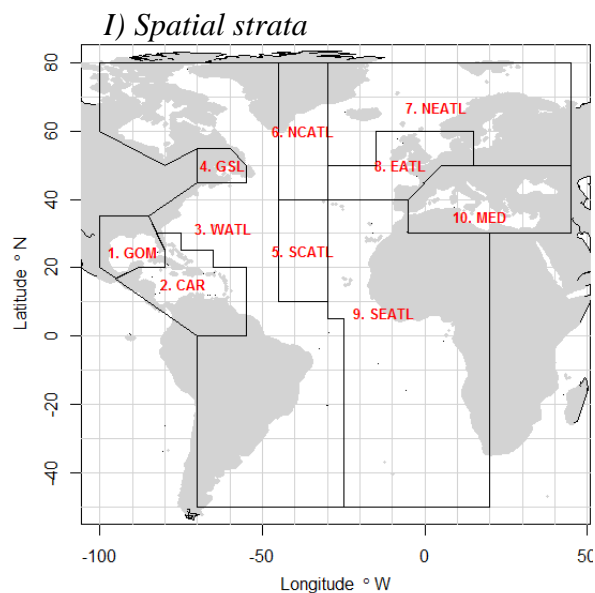 I) Spatial strata
80
7. NEATL
6. NCATL
60
4. GSL
8. EATL
40
10. MED
3. WATL
1. GOM
5. SCATL
20
2. CAR
9. SEATL
0
-20
-40
Latitude ° N
-100
-50
0
50
Longitude ° W